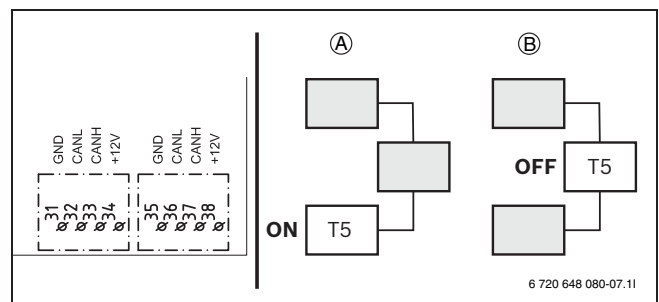 GND
CANL
CANH
+12V
GND
CANL
CANH
+12V
31
32
33
34
35
36
37
38
A
B
ON
T5
OFF
T5
6 720 648 080-07.1I